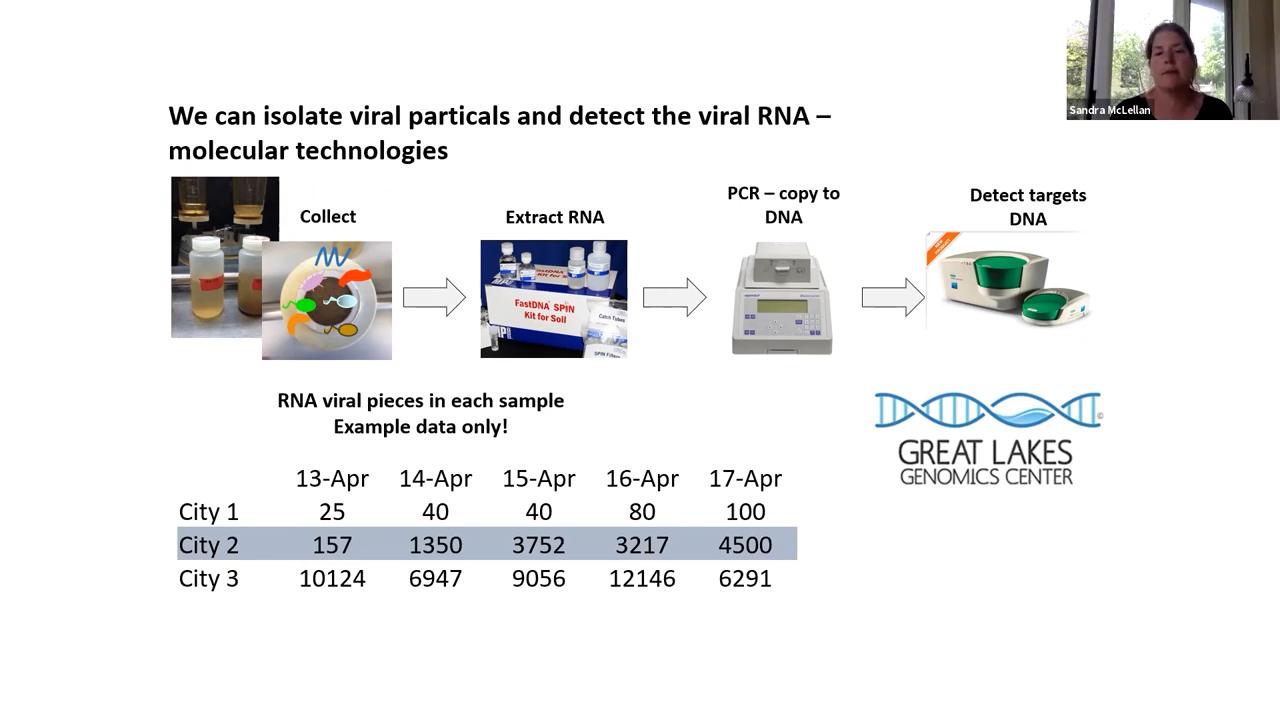 Sandra McLellan
We can isolate viral particals and detect the viral RNA –
molecular technologies
Collect
Extract RNA
PCR – copy to
DNA
Detect targets
DNA
FastDNA SPIN
Kit for Soil
Catch Tubes
SPIN Filters
RNA viral pieces in each sample
Example data only!
GREAT LAKES
GENOMICS CENTER
13-Apr 14-Apr 15-Apr 16-Apr 17-Apr
City 1 25 40 40 80 100
City 2 157 1350 3752 3217 4500
City 3 10124 6947 9056 12146 6291